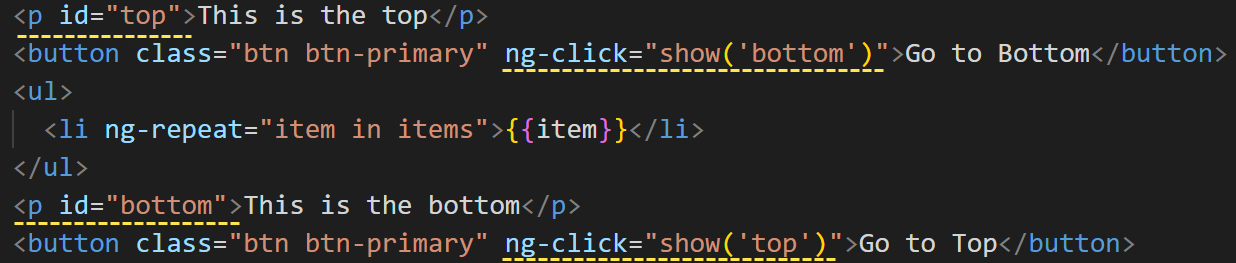 <p id="top">This is the top</p>
<button class="btn btn-primary" ng-click="show('bottom')">Go to Bottom</button>
<ul>
<li ng-repeat="item in items">{{item}}</li>
</ul>
<p id="bottom">This is the bottom</p>
<button class="btn btn-primary" ng-click="show('top')">Go to Top</button>